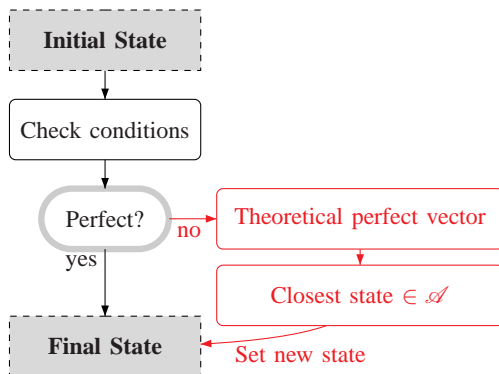 Initial State
Check conditions
Perfect?
no
Theoretical perfect vector
yes
Closest state ∈ 𝒜
Final State
Set new state